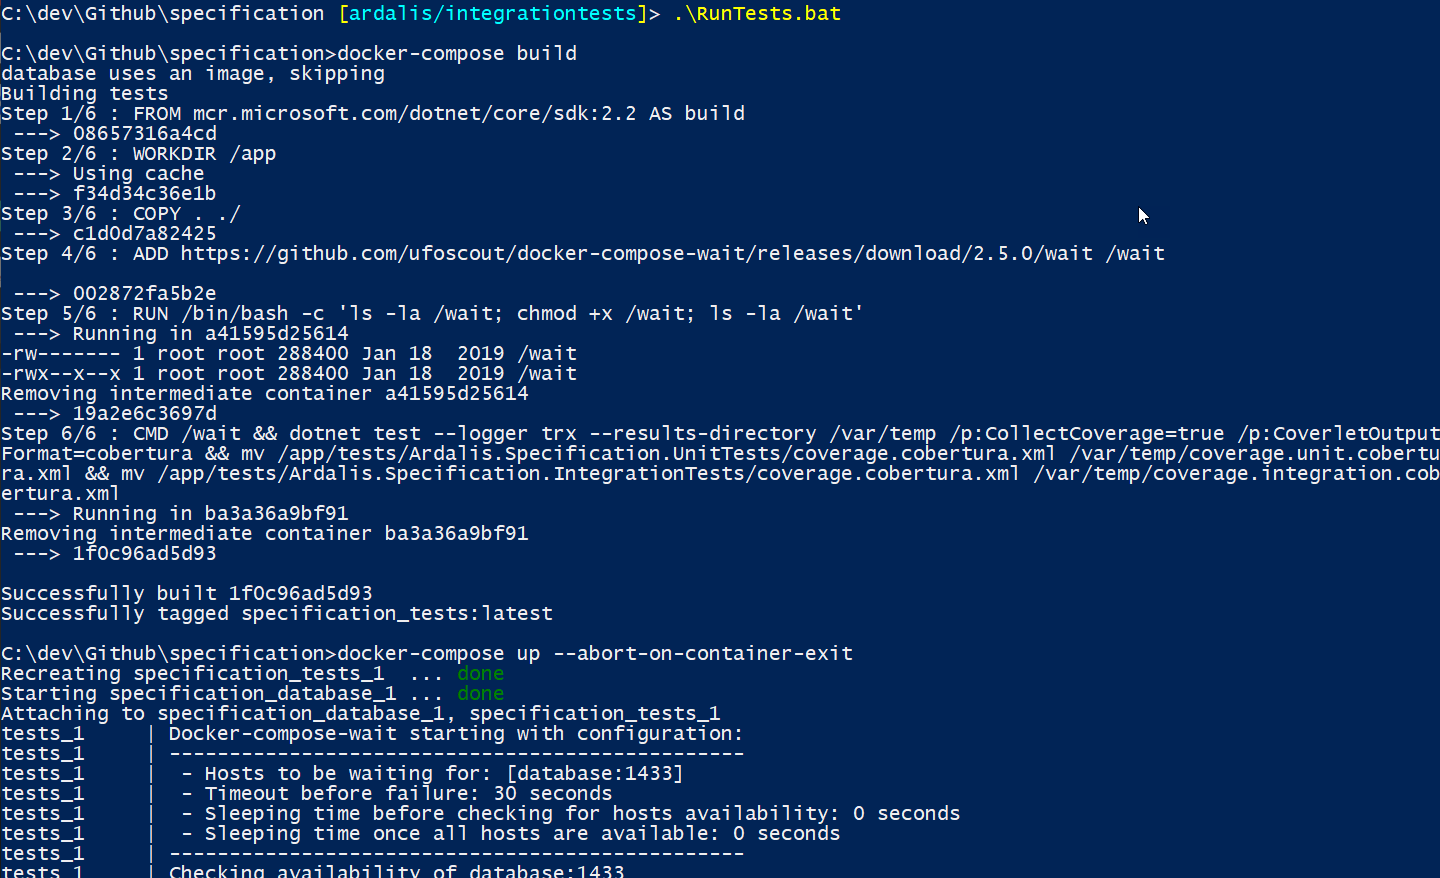 C:\dev\Github\specification [ardalis/integrationtests]> .\RunTests.bat
C:\dev\Github\specification>docker-compose build
database uses an image, skipping
Building tests
Step 1/6 : FROM mcr.microsoft.com/dotnet/core/sdk:2.2 AS build
 ---> 08657316a4cd
Step 2/6 : WORKDIR /app
 ---> Using cache
 ---> f34d34c36e1b
Step 3/6 : COPY . ./
 ---> c1d0d7a82425
Step 4/6 : ADD https://github.com/ufoscout/docker-compose-wait/releases/download/2.5.0/wait /wait
 ---> 002872fa5b2e
Step 5/6 : RUN /bin/bash -c 'ls -la /wait; chmod +x /wait; ls -la /wait'
 ---> Running in a41595d25614
-rw------- 1 root root 288400 Jan 18  2019 /wait
-rwx--x--x 1 root root 288400 Jan 18  2019 /wait
Removing intermediate container a41595d25614
 ---> 19a2e6c3697d
Step 6/6 : CMD /wait && dotnet test --logger trx --results-directory /var/temp /p:CollectCoverage=true /p:CoverletOutput
Format=cobertura && mv /app/tests/Ardalis.Specification.UnitTests/coverage.cobertura.xml /var/temp/coverage.unit.cobertu
ra.xml && mv /app/tests/Ardalis.Specification.IntegrationTests/coverage.cobertura.xml /var/temp/coverage.integration.cob
ertura.xml
 ---> Running in ba3a36a9bf91
Removing intermediate container ba3a36a9bf91
 ---> 1f0c96ad5d93
Successfully built 1f0c96ad5d93
Successfully tagged specification_tests:latest
C:\dev\Github\specification>docker-compose up --abort-on-container-exit
Recreating specification_tests_1  ... done
Starting specification_database_1 ... done
Attaching to specification_database_1, specification_tests_1
tests_1     | Docker-compose-wait starting with configuration:
tests_1     | ------------------------------------------------
tests_1     |  - Hosts to be waiting for: [database:1433]
tests_1     |  - Timeout before failure: 30 seconds
tests_1     |  - Sleeping time before checking for hosts availability: 0 seconds
tests_1     |  - Sleeping time once all hosts are available: 0 seconds
tests_1     | ------------------------------------------------
tests_1     | Checking availability of database:1433